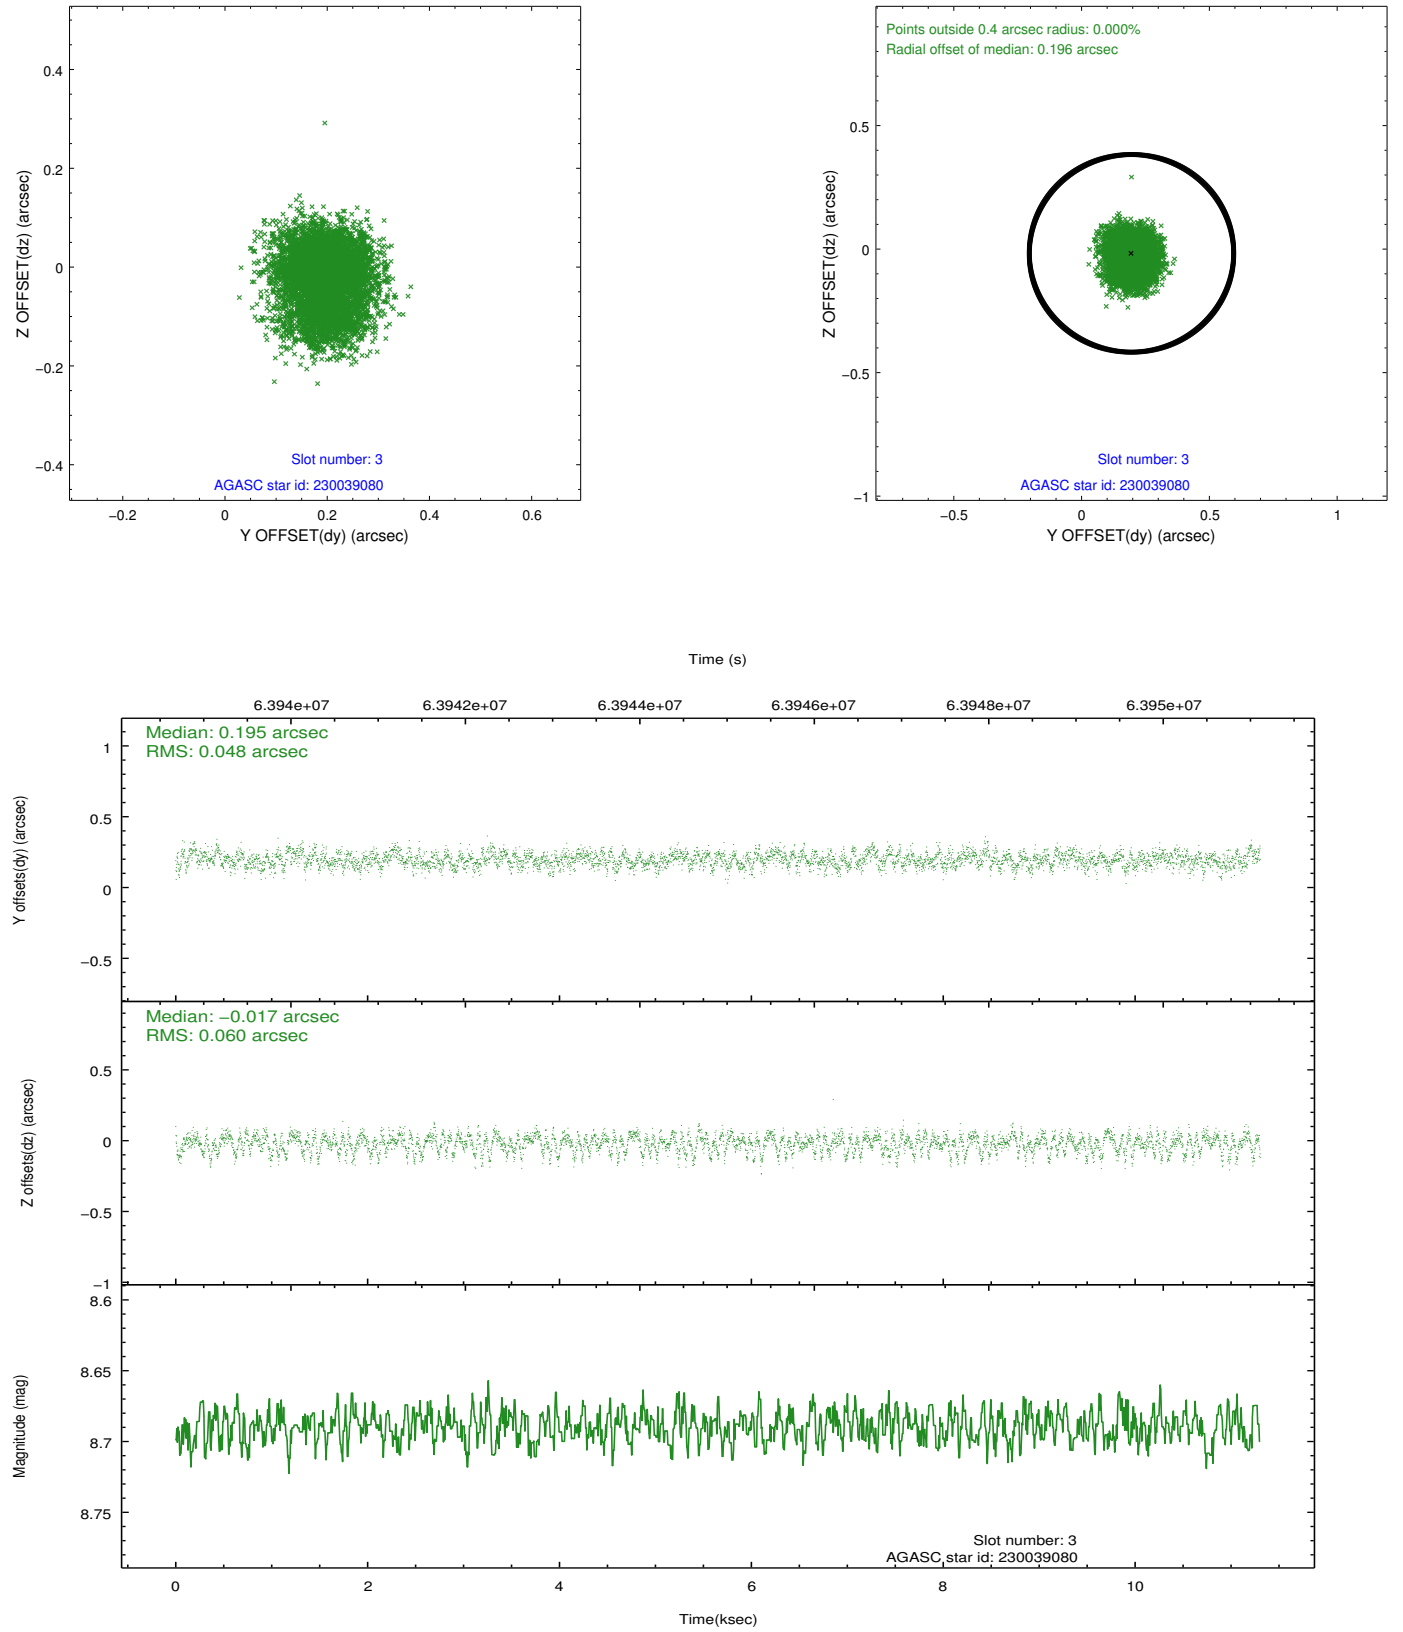 0.4
0.2
0
−0.2
−0.4
Z OFFSET(dz) (arcsec)
Slot number: 3
AGASC star id: 230039080
−0.2 0 0.2 0.4 0.6
Y OFFSET(dy) (arcsec)
Points outside 0.4 arcsec radius: 0.000%
Radial offset of median: 0.196 arcsec
0.5
0
−0.5
−1
Z OFFSET(dz) (arcsec)
Slot number: 3
AGASC star id: 230039080
−0.5 0 0.5 1
Y OFFSET(dy) (arcsec)
Time (s)
6.394e+07 6.3942e+07 6.3944e+07 6.3946e+07 6.3948e+07 6.395e+07
Median: 0.195 arcsec
RMS: 0.048 arcsec
1
0.5
0
−0.5
Y offsets(dy) (arcsec)
Median: −0.017 arcsec
RMS: 0.060 arcsec
0.5
0
−0.5
−1
Z offsets(dz) (arcsec)
8.6
8.65
8.7
8.75
Magnitude (mag)
Slot number: 3
AGASC star id: 230039080
0 2 4 6 8 10
Time(ksec)